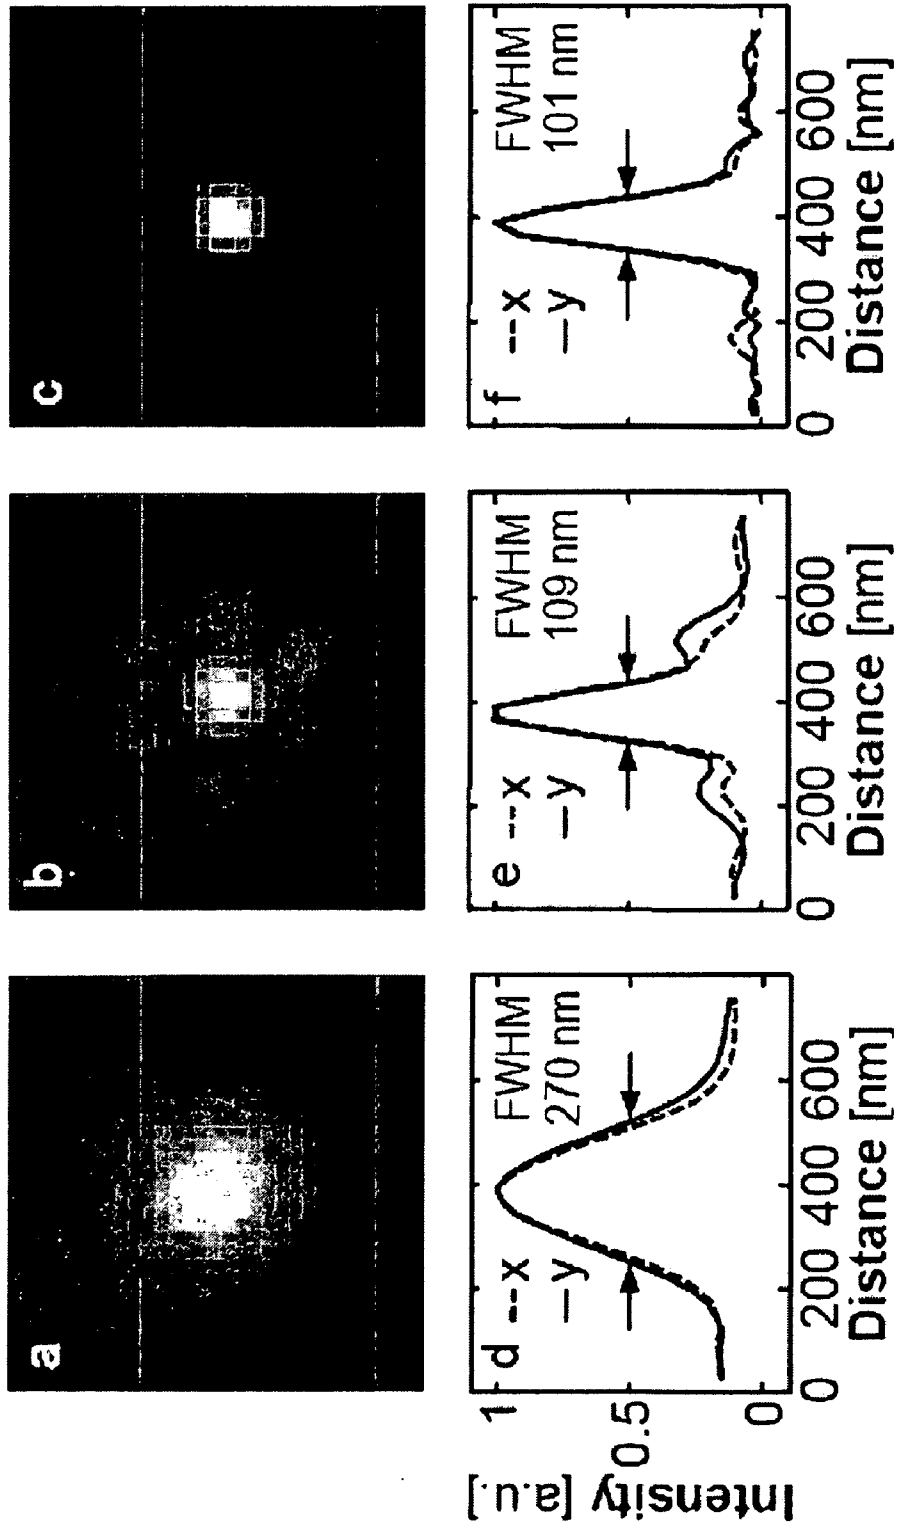 a
b
c
Intensity [a.u.]
1
0.5
0
d
--x
—y
FWHM
270 nm
0 200 400 600
Distance [nm]
e
--x
—y
FWHM
109 nm
0 200 400 600
Distance [nm]
f
--x
—y
FWHM
101 nm
0 200 400 600
Distance [nm]